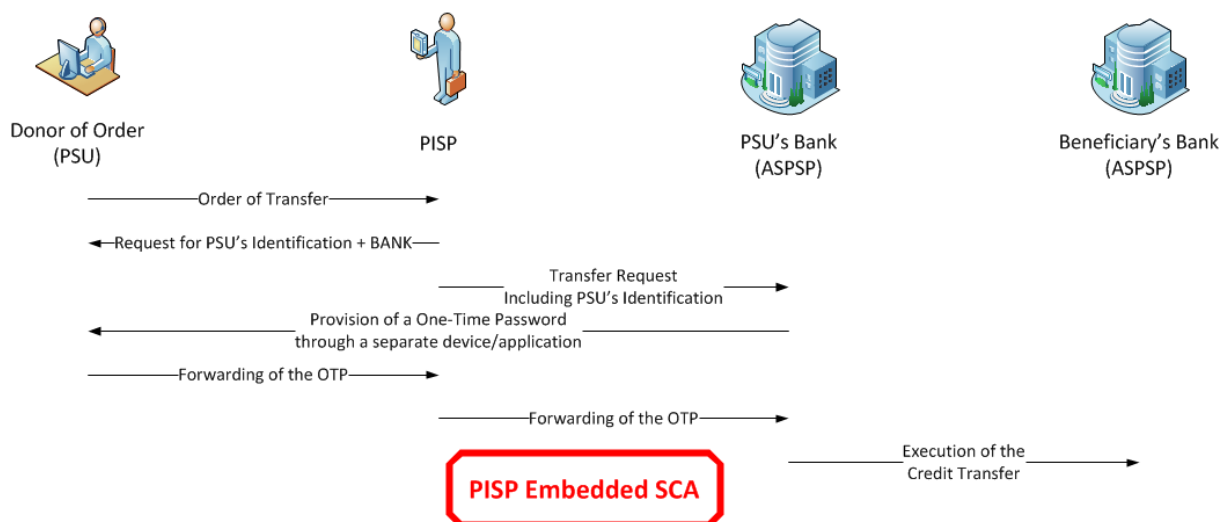 Donor of Order
(PSU)
PISP
PSU's Bank
(ASPSP)
Beneficiary's Bank
(ASPSP)
Order of Transfer
Request for PSU's Identification + BANK
Transfer Request
Including PSU's Identification
Provision of a One-Time Password
through a separate device/application
Forwarding of the OTP
Forwarding of the OTP
Execution of the
Credit Transfer
PISP Embedded SCA